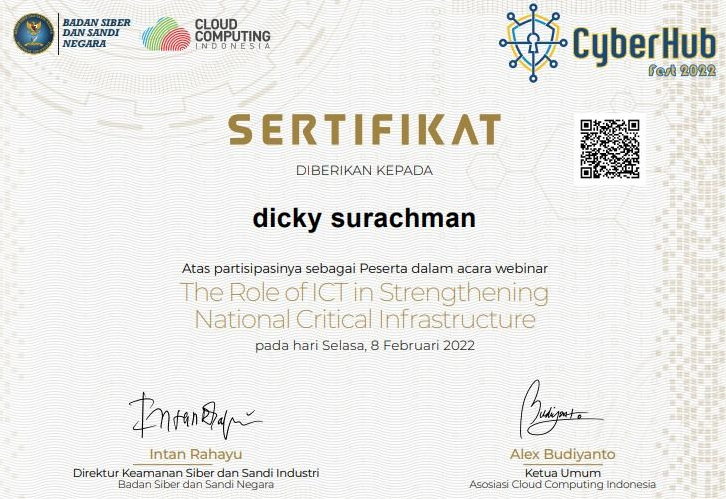 BADAN SIBER
DAN SANDI
NEGARA
CLOUD
COMPUTING
INDONESIA
CyberHub
Fest 2022
SERTIFIKAT
DIBERIKAN KEPADA
dicky surachman
Atas partisipasinya sebagai Peserta dalam acara webinar
The Role of ICT in Strengthening
National Critical Infrastructure
pada hari Selasa, 8 Februari 2022
Intan Rahayu
Direktur Keamanan Siber dan Sandi Industri
Badan Siber dan Sandi Negara
Alex Budiyanto
Ketua Umum
Asosiasi Cloud Computing Indonesia